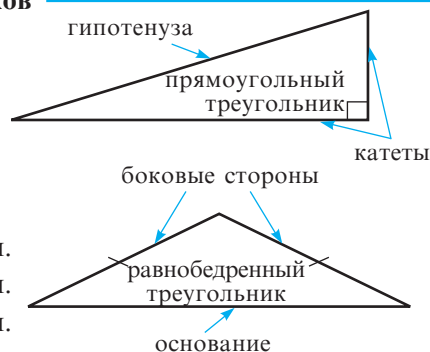 ов
гипотенуза
прямоугольный
треугольник
катеты
боковые стороны
л.
равнобедренный
л.
треугольник
л.
основание